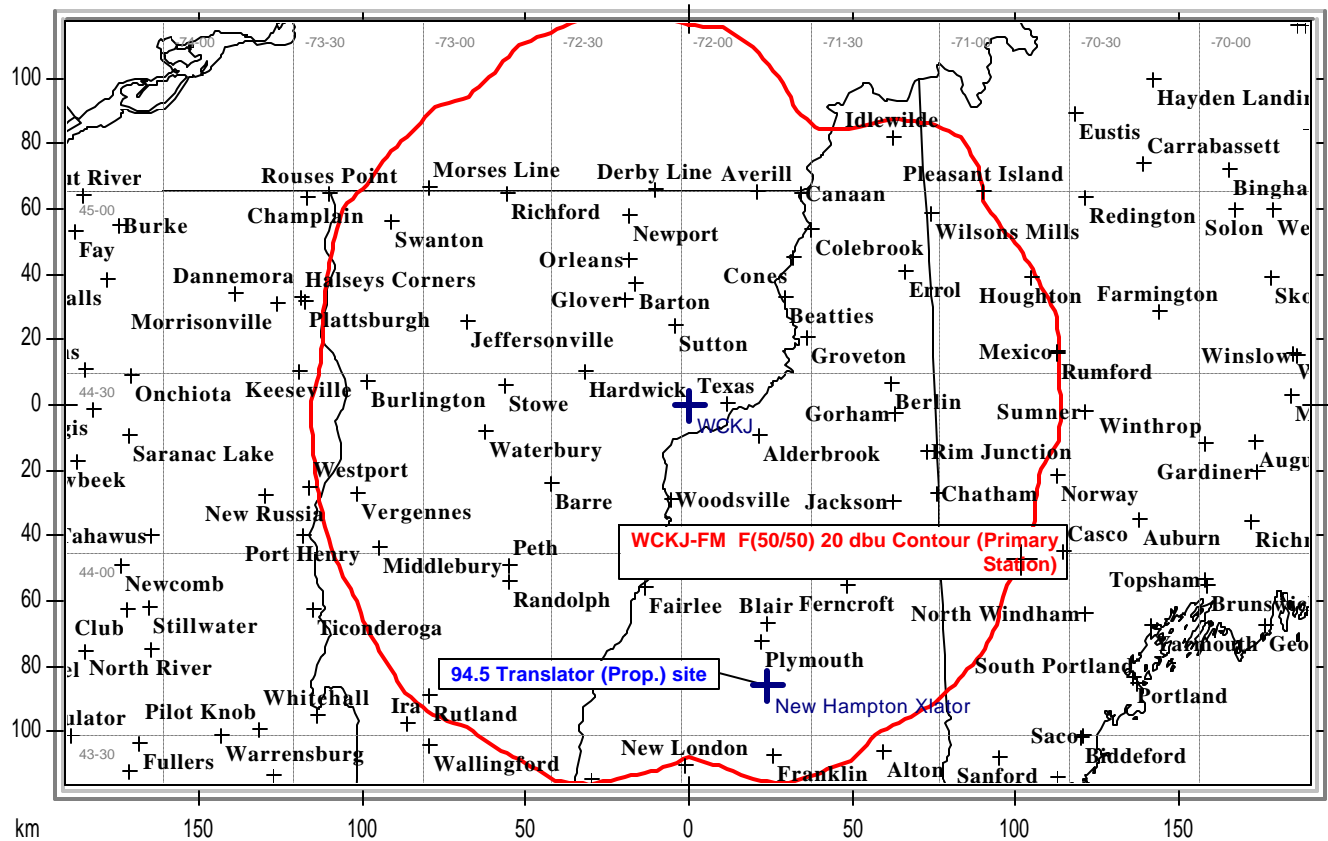 -74-00 -73-30 -73-00 -72-30 -72-00 -71-30 -71-00 -70-30 -70-00
100
Hayden Landin
Idlewilde
Eustis
80
Carrabassett
Rouses Point Morses Line Derby Line Averill Pleasant Island
ut River
Canaan
Bingha
60
45-00
Champlain Richford
Redington
Burke
Swanton Newport
Wilsons Mills
Solon We
Fay
Colebrook
Orleans
40
Dannemora Halseys Corners
Cones
Errol Houghton Farmington Sko
alls
Glover Barton
Morrisonville Plattsburgh
Beatties
20
Jeffersonville Sutton
Groveton
Mexico
Winslow
Rumford
Onchiota Keeseville Hardwick Texas
44-30
Burlington Stowe
Berlin
0
Gorham
Sumner
Winthrop
gis
WCKJ
Saranac Lake
Waterbury
Alderbrook Rim Junction
Augu
20
Westport
Gardiner
wbeek
Woodsville Jackson Chatham Norway
New Russia Vergennes
Barre
40
ahawus
WCKJ-FM F(50/50) 20 dbu Contour (Primary
Station)
Casco
Auburn Richm
Port Henry
Peth
Middlebury
44-00
Newcomb
Topsham
60
Randolph Fairlee Blair Ferncroft
Brunswic
North Windham
Club Stillwater Ticonderoga
Yarmouth Geo
80
North River
94.5 Translator (Prop.) site
Plymouth
South Portland
Portland
Whitehall
Ira Rutland
New Hampton Xlator
100
ulator
Pilot Knob
Saco
43-30
Fullers Warrensburg
Wallingford
New London
Franklin Alton Sanford
Biddeford
km 150 100 50 0 50 100 150